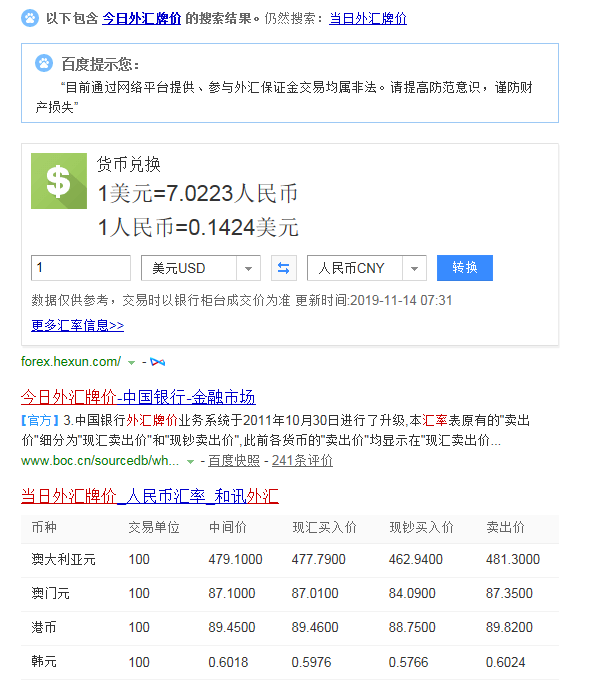 以下包含 今日外汇牌价 的搜索结果。仍然搜索：当日外汇牌价
百度提示您：
“目前通过网络平台提供、参与外汇保证金交易均属非法。请提高防范意识，谨防财
产损失”
货币兑换
1美元=7.0223人民币
1人民币=0.1424美元
1 美元USD 人民币CNY 转换
数据仅供参考，交易时以银行柜台成交价为准 更新时间:2019-11-14 07:31
更多汇率信息>>
forex.hexun.com/ -
今日外汇牌价-中国银行-金融市场
【官方】3.中国银行外汇牌价业务系统于2011年10月30日进行了升级,本汇率表原有的"卖出
价"细分为"现汇卖出价"和"现钞卖出价",此前各货币的"卖出价"均显示在"现汇卖出价...
www.boc.cn/sourcedb/wh... - 百度快照 - 241条评价
当日外汇牌价_人民币汇率_和讯外汇
币种 交易单位 中间价 现汇买入价 现钞买入价 卖出价
澳大利亚元 100 479.1000 477.7900 462.9400 481.3000
澳门元 100 87.1000 87.0100 84.0900 87.3500
港币 100 89.4500 89.4600 88.7500 89.8200
韩元 100 0.6018 0.5976 0.5766 0.6024